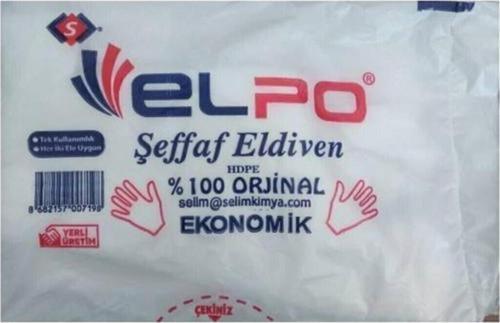 S
ELPO®
Şeffaf Eldiven
HDPE
% 100 ORJİNAL
selim@selimkimya.com
EKONOMİK
• Tek Kullanımlık
• Her İki Ele Uygun
8 682157 007198
YERLİ
ÜRETİM
ÇEKİNİZ